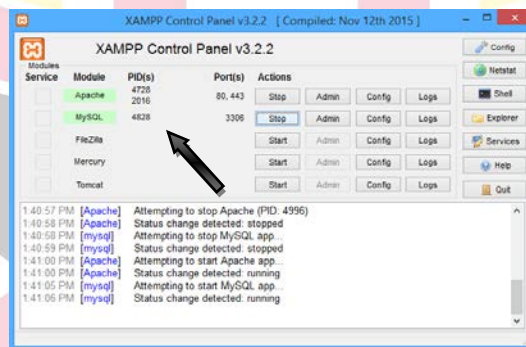 XAMPP Control Panel v3.2.2 [ Compiled: Nov 12th 2015 ]
XAMPP Control Panel v3.2.2
Config
Modules
Service Module PID(s) Port(s) Actions
Netstat
Apache 4728 2016 80, 443 Stop Admin Config Logs
Shell
MySQL 4828 3306 Stop Admin Config Logs
Explorer
FileZilla Start Admin Config Logs
Services
Mercury Start Admin Config Logs
Help
Tomcat Start Admin Config Logs
Quit
1:40:57 PM [Apache] Attempting to stop Apache (PID: 4996)
1:40:58 PM [Apache] Status change detected: stopped
1:40:58 PM [mysql] Attempting to stop MySQL app...
1:40:59 PM [mysql] Status change detected: stopped
1:41:00 PM [Apache] Attempting to start Apache app...
1:41:00 PM [Apache] Status change detected: running
1:41:05 PM [mysql] Attempting to start MySQL app...
1:41:06 PM [mysql] Status change detected: running